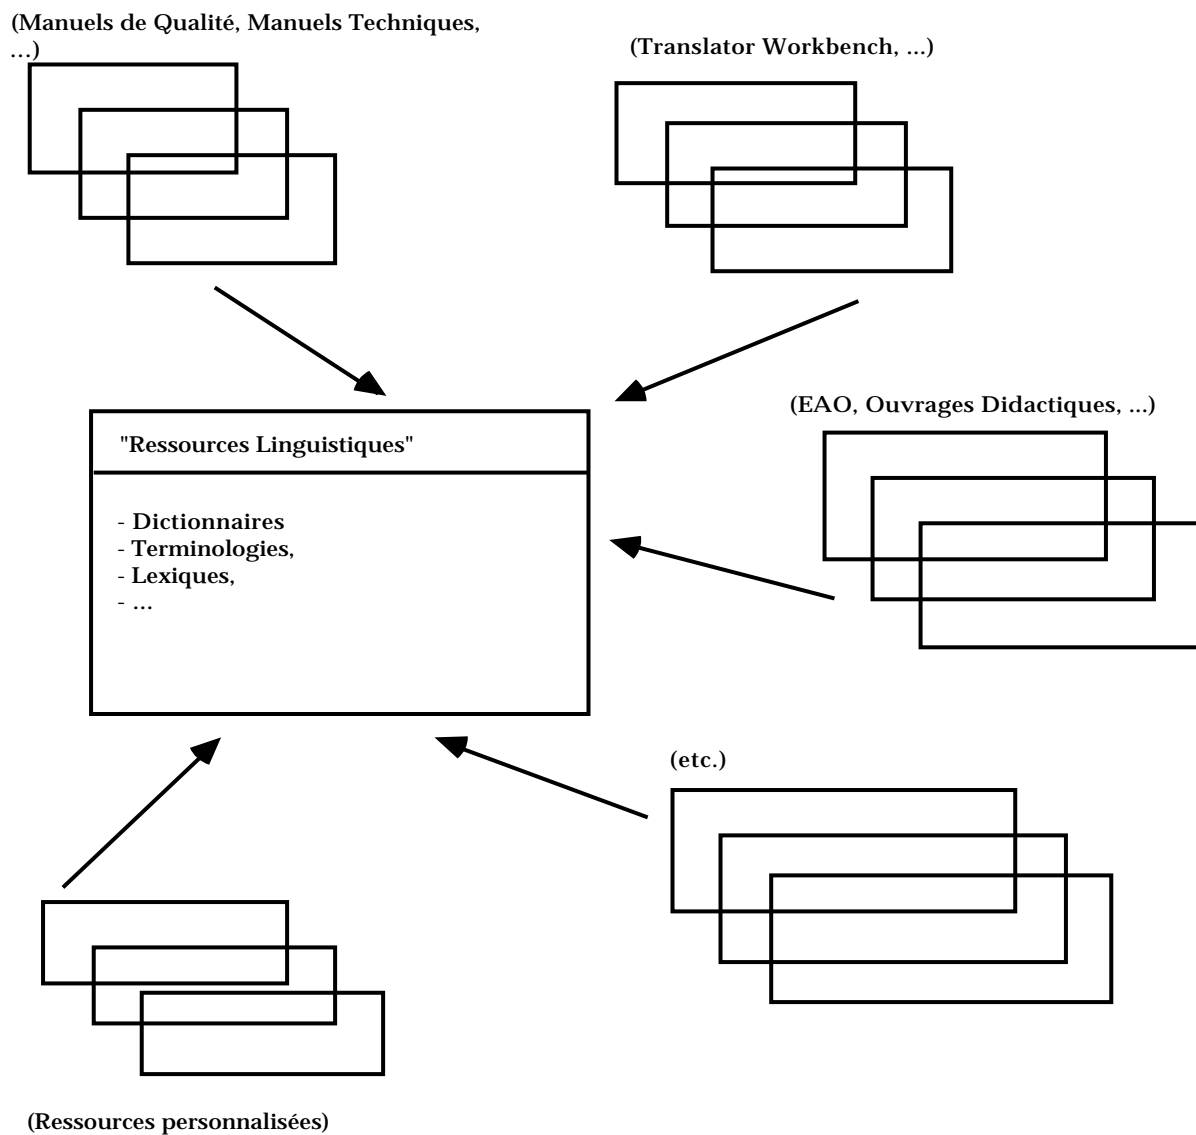 (Manuels de Qualité, Manuels Techniques,
...)
(Translator Workbench, ...)
(EAO, Ouvrages Didactiques, ...)
"Ressources Linguistiques"
- Dictionnaires
- Terminologies,
- Lexiques,
- ...
(etc.)
(Ressources personnalisées)